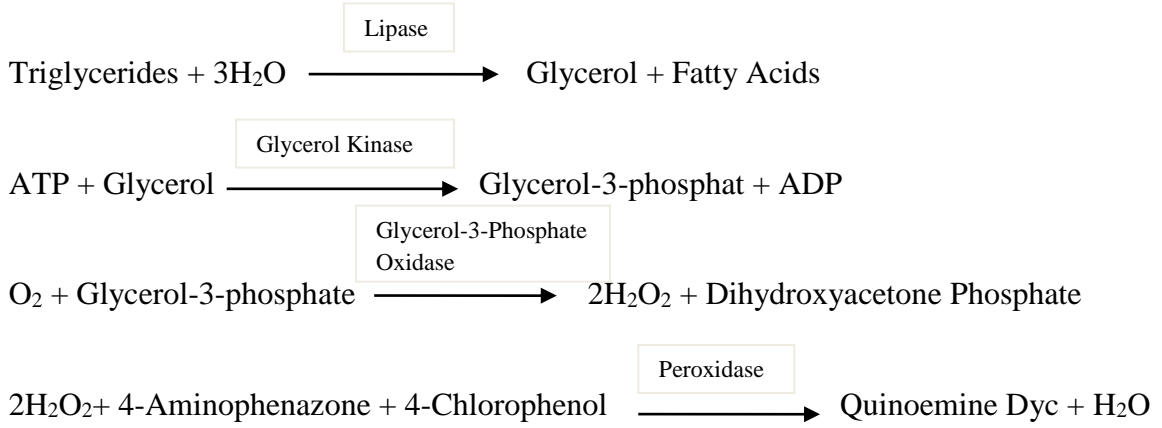 Lipase
Triglycerides + 3H₂O Glycerol + Fatty Acids
Glycerol Kinase
ATP + Glycerol Glycerol-3-phosphat + ADP
Glycerol-3-Phosphate
Oxidase
O₂ + Glycerol-3-phosphate 2H₂O₂ + Dihydroxyacetone Phosphate
Peroxidase
2H₂O₂+ 4-Aminophenazone + 4-Chlorophenol Quinoemine Dyc + H₂O